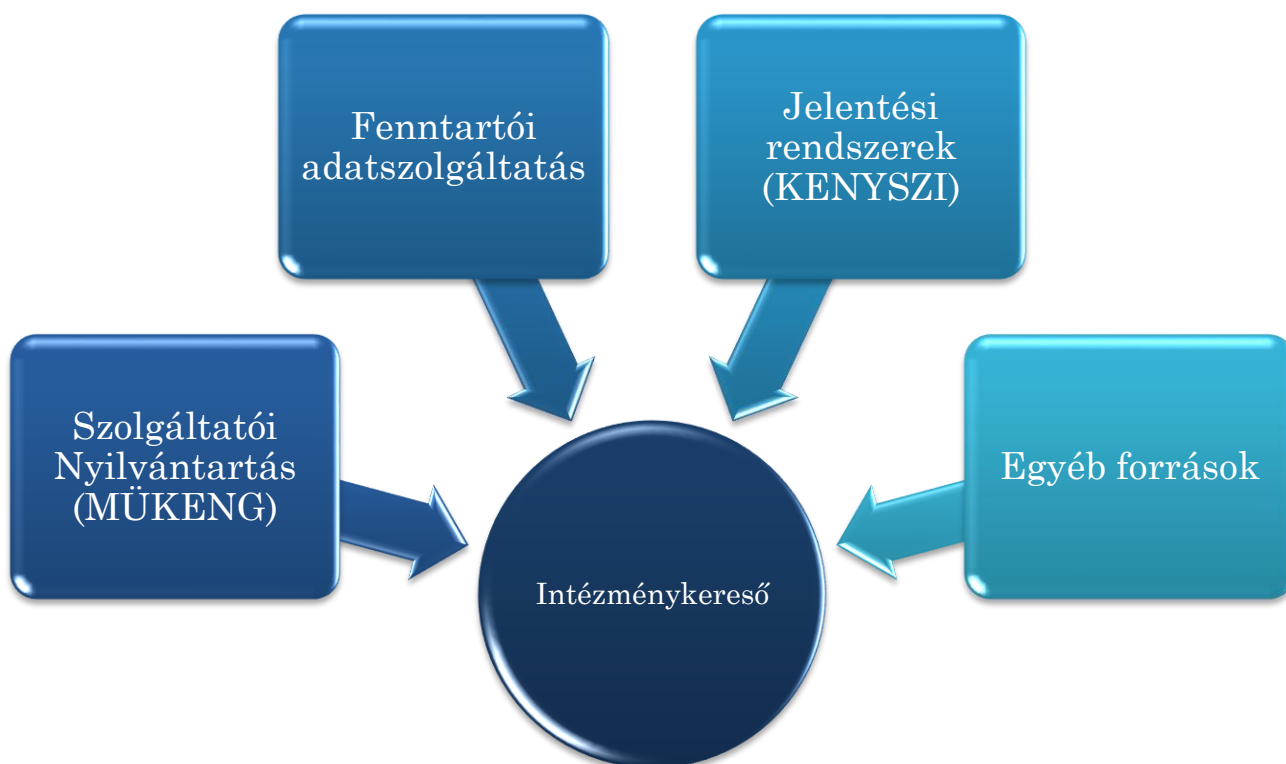 Fenntartói
adatszolgáltatás
Jelentési
rendszerek
(KENYSZI)
Szolgáltatói
Nyilvántartás
(MÜKENG)
Egyéb források
Intézménykereső